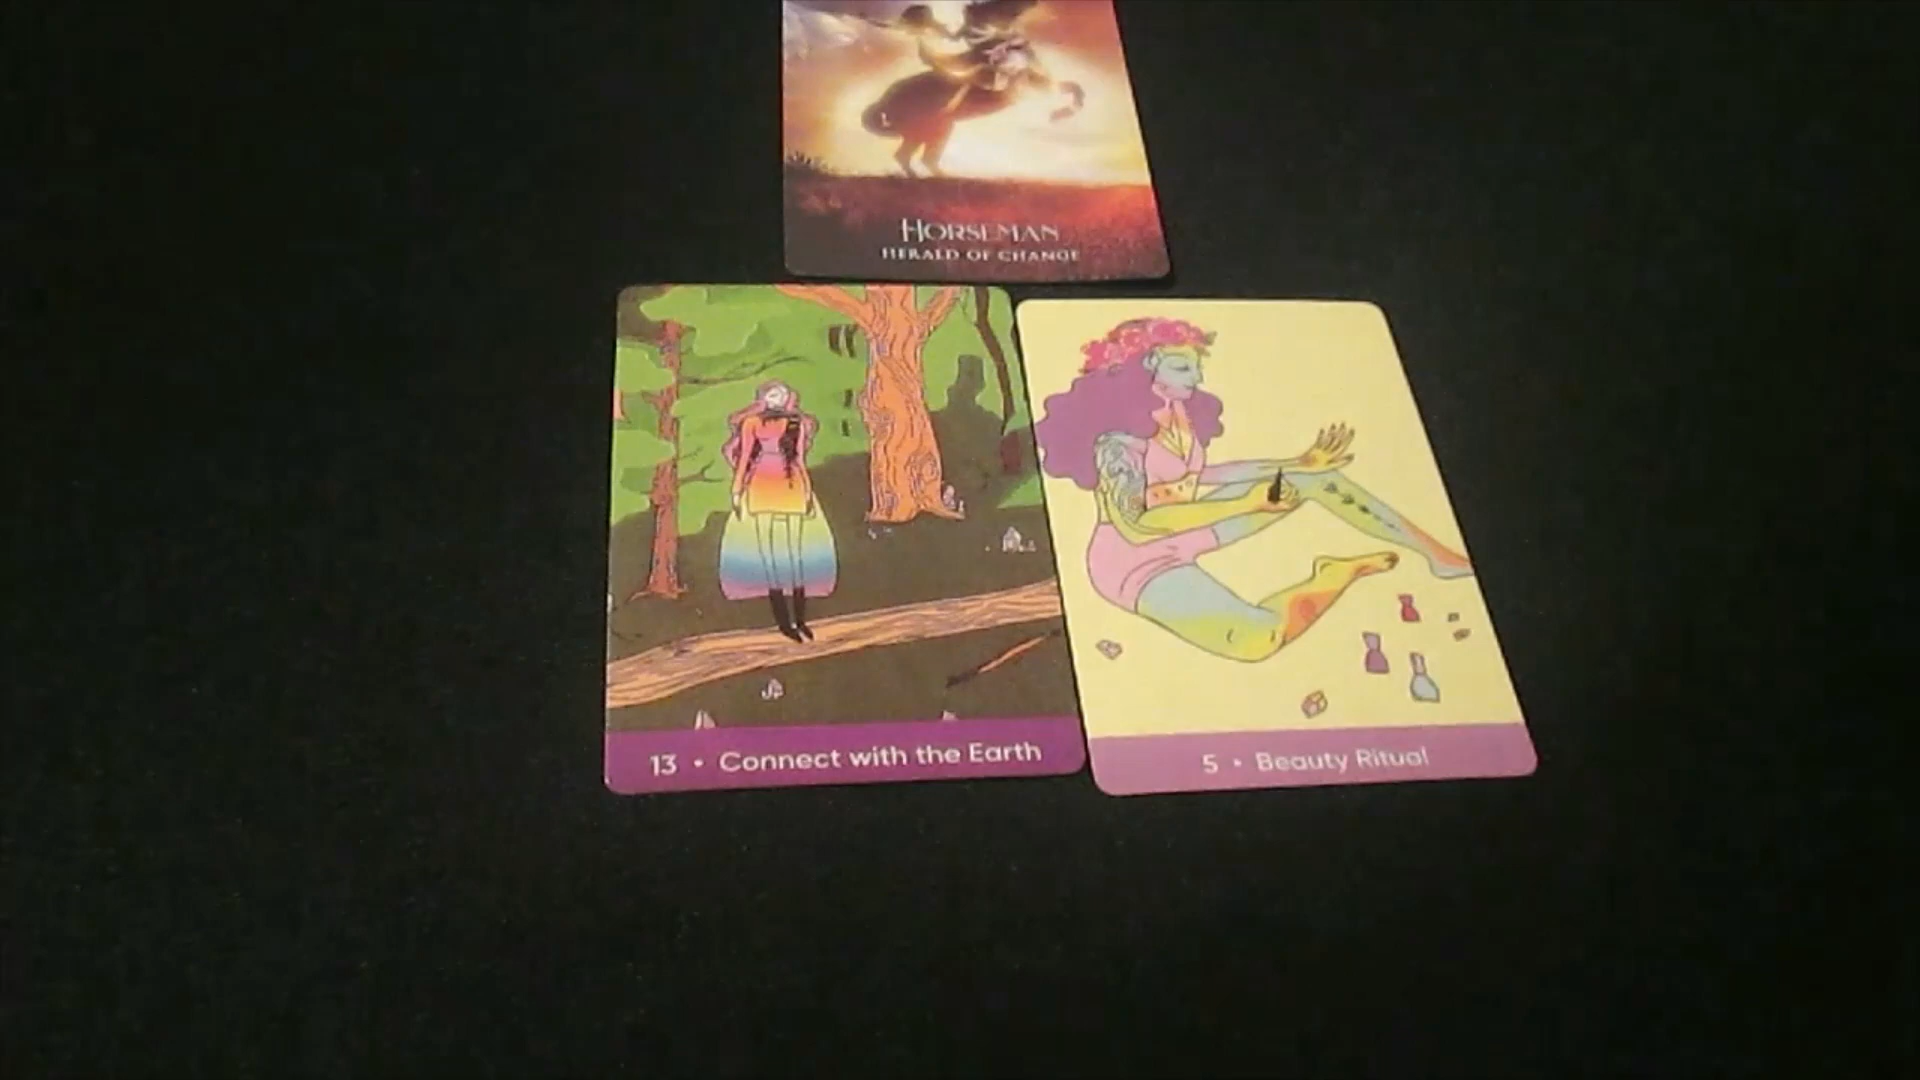 HORSEMAN
HERALD OF CHANGE
13 • Connect with the Earth
5 • Beauty Ritual